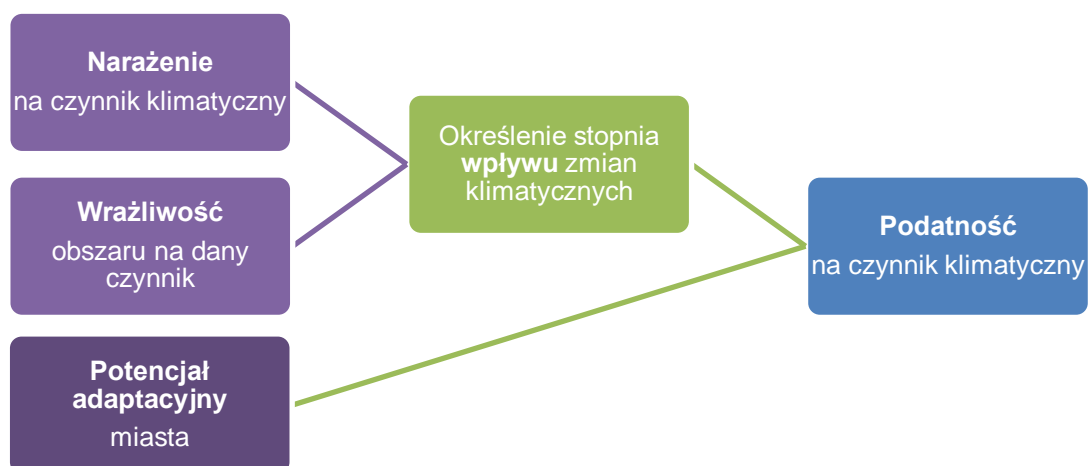 Narażenie
na czynnik klimatyczny
Wrażliwość
obszaru na dany
czynnik
Potencjał
adaptacyjny
miasta
Określenie stopnia
wpływu zmian
klimatycznych
Podatność
na czynnik klimatyczny